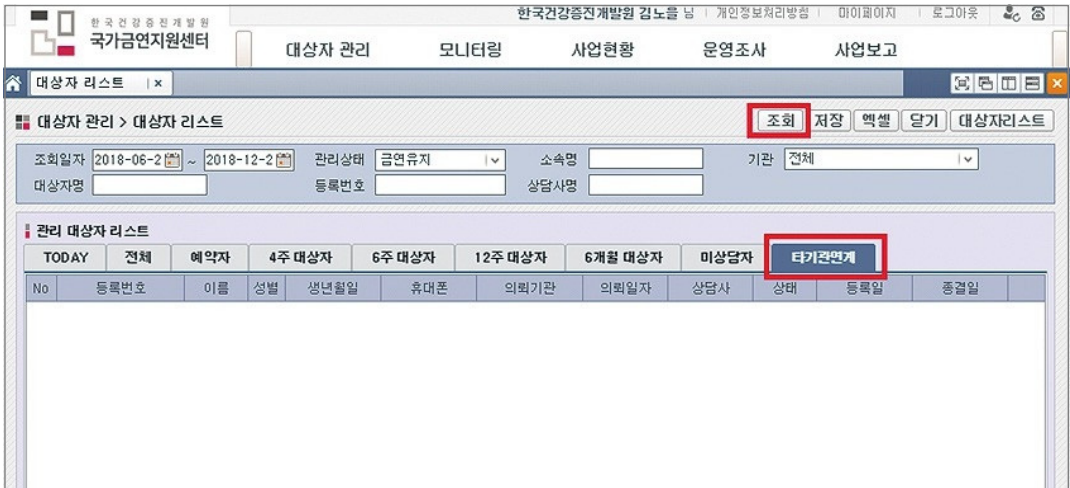 한국건강증진개발원 김노을 님 | 개인정보처리방침 | 마이페이지 | 로그아웃
한국건강증진개발원
국가금연지원센터
대상자 관리 모니터링 사업현황 운영조사 사업보고
대상자 리스트 | ×
대상자 관리 > 대상자 리스트 조회 저장 엑셀 닫기 대상자리스트
조회일자 2018-06-2 ~ 2018-12-2 관리상태 금연유지 소속명 기관 전체
대상자명 등록번호 상담사명
관리 대상자 리스트
TODAY 전체 예약자 4주 대상자 6주 대상자 12주 대상자 6개월 대상자 미상담자 타기관연계
No 등록번호 이름 성별 생년월일 휴대폰 의뢰기관 의뢰일자 상담사 상태 등록일 종결일